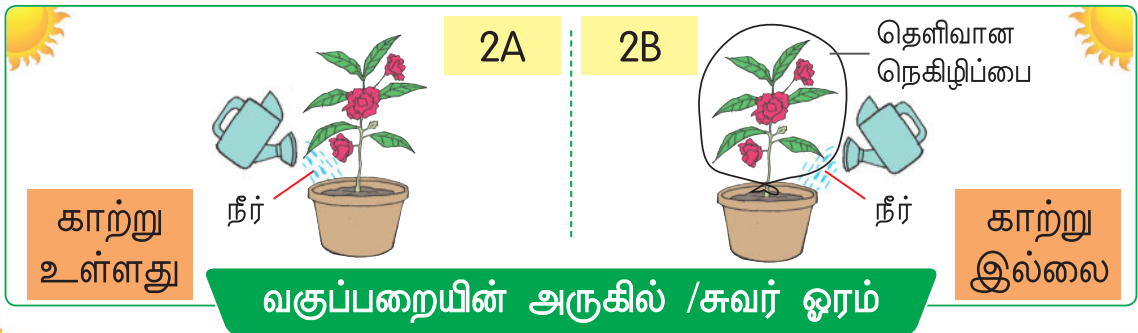 2A
2B
தெளிவான
நெகிழிப்பை
நீர்
நீர்
காற்று
உள்ளது
காற்று
இல்லை
வகுப்பறையின் அருகில் /சுவர் ஓரம்